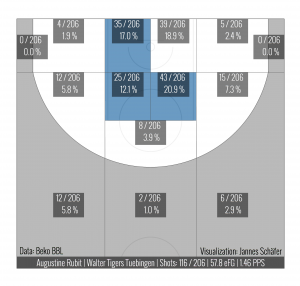 4 / 206
1.9 %
35 / 206
17.0 %
39 / 206
18.9 %
5 / 206
2.4 %
0 / 206
0.0 %
0 / 206
0.0 %
12 / 206
5.8 %
25 / 206
12.1 %
43 / 206
20.9 %
15 / 206
7.3 %
8 / 206
3.9 %
12 / 206
5.8 %
2 / 206
1.0 %
6 / 206
2.9 %
Data: Beko BBL
Visualization: Jannes Schäfer
Augustine Rubit | Walter Tigers Tuebingen | Shots: 116 / 206 | 57.8 eFG | 1.46 PPS